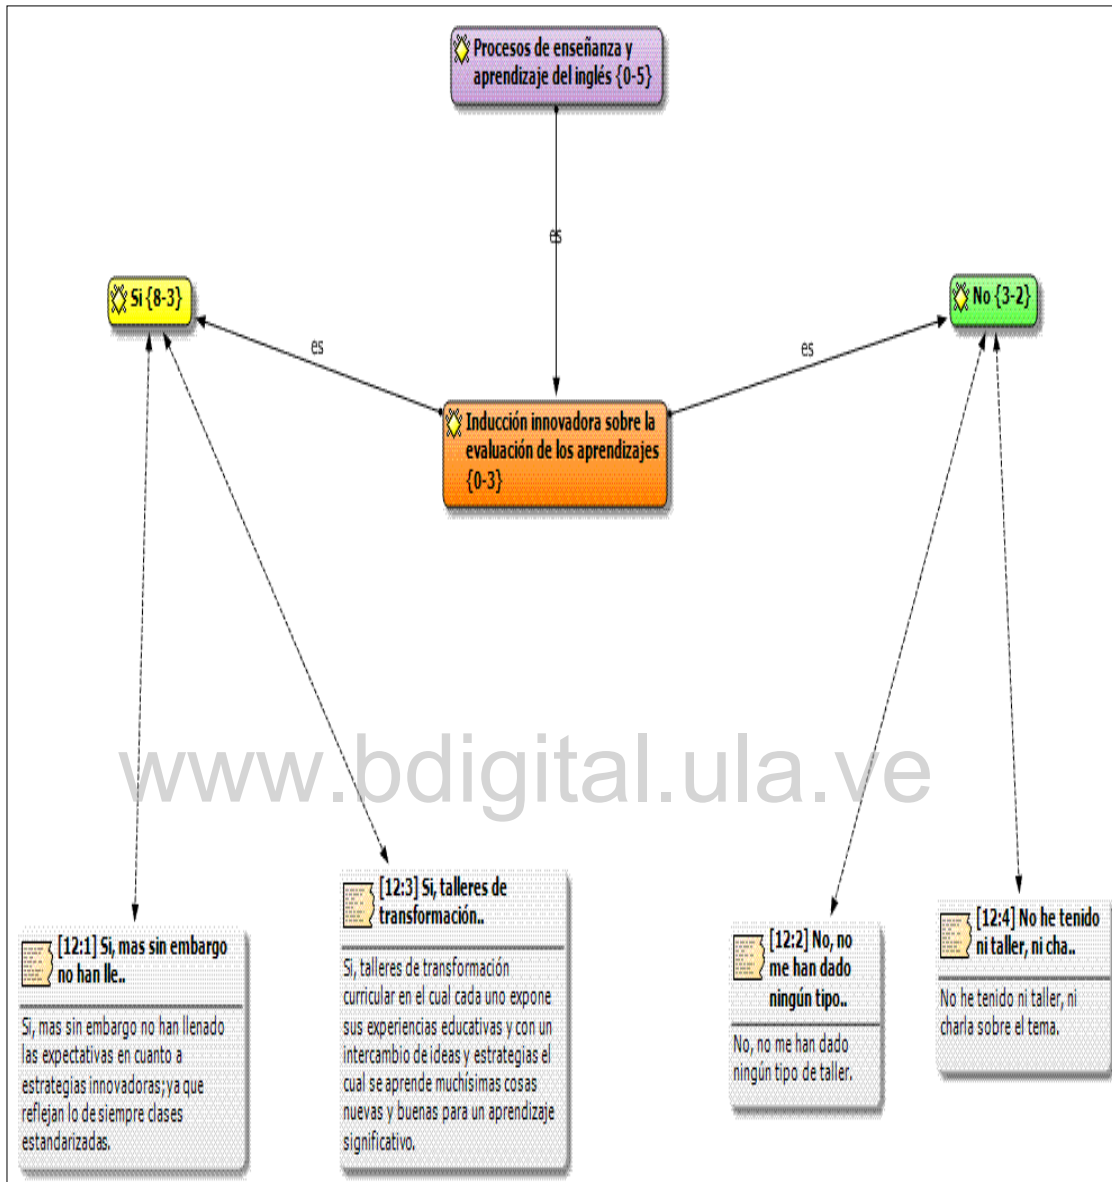 Procesos de enseñanza y
aprendizaje del inglés {0-5}
es
Si {8-3}
No {3-2}
es
es
Inducción innovadora sobre la
evaluación de los aprendizajes
{0-3}
www.bdigital.ula.ve
[12:1] Si, mas sin embargo
no han lle..
Si, mas sin embargo no han llenado
las expectativas en cuanto a
estrategias innovadoras; ya que
reflejan lo de siempre clases
estandarizadas.
[12:3] Si, talleres de
transformación..
Si, talleres de transformación
curricular en el cual cada uno expone
sus experiencias educativas y con un
intercambio de ideas y estrategias el
cual se aprende muchísimas cosas
nuevas y buenas para un aprendizaje
significativo.
[12:2] No, no
me han dado
ningún tipo..
No, no me han dado
ningún tipo de taller.
[12:4] No he tenido
ni taller, ni cha..
No he tenido ni taller, ni
charla sobre el tema.